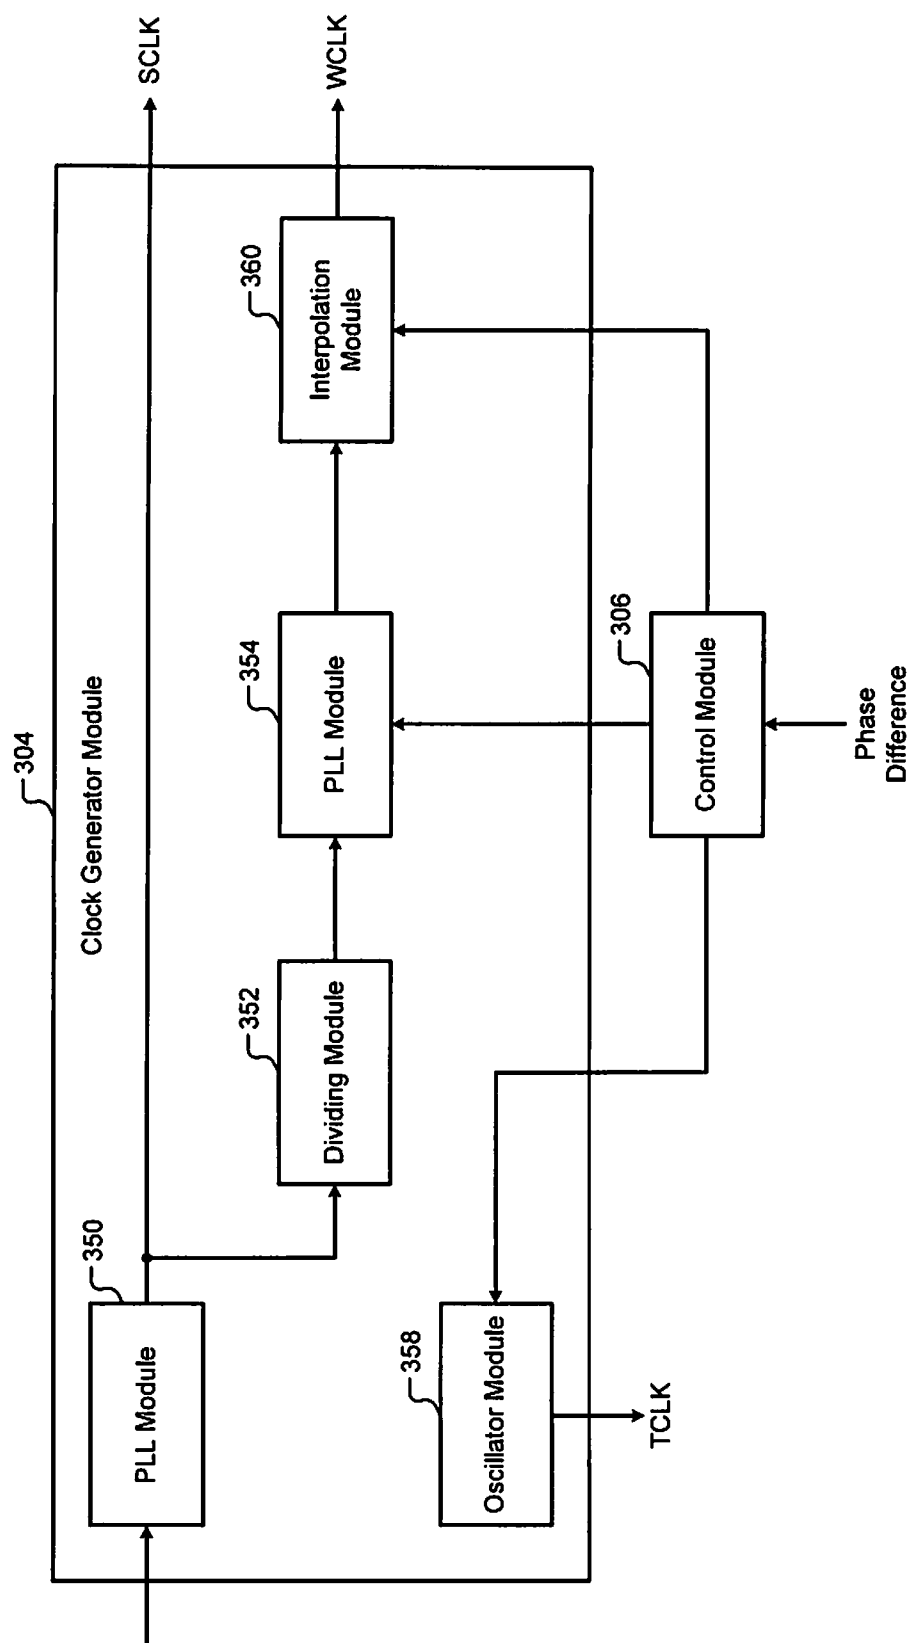 304
Clock Generator Module
350
PLL Module
SCLK
352
Dividing Module
354
PLL Module
360
Interpolation
Module
WCLK
358
Oscillator Module
TCLK
306
Control Module
Phase
Difference